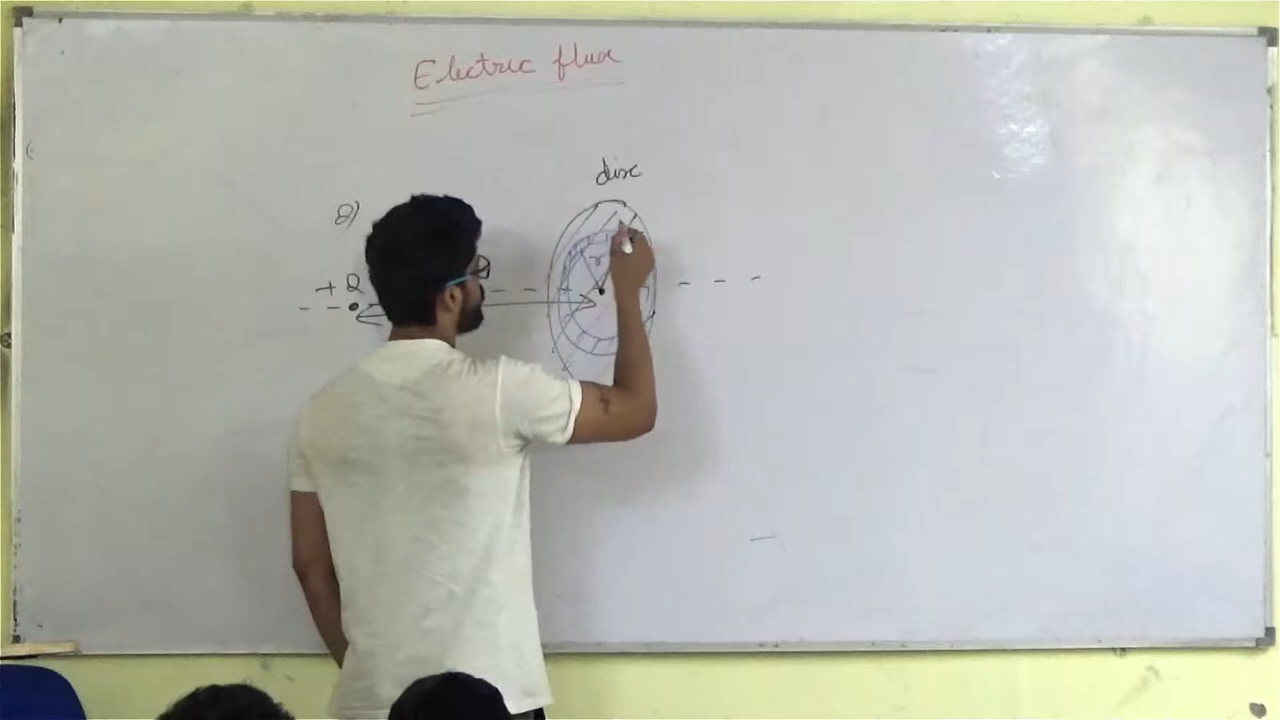 Electric flux
disc
Q)
+Q
r